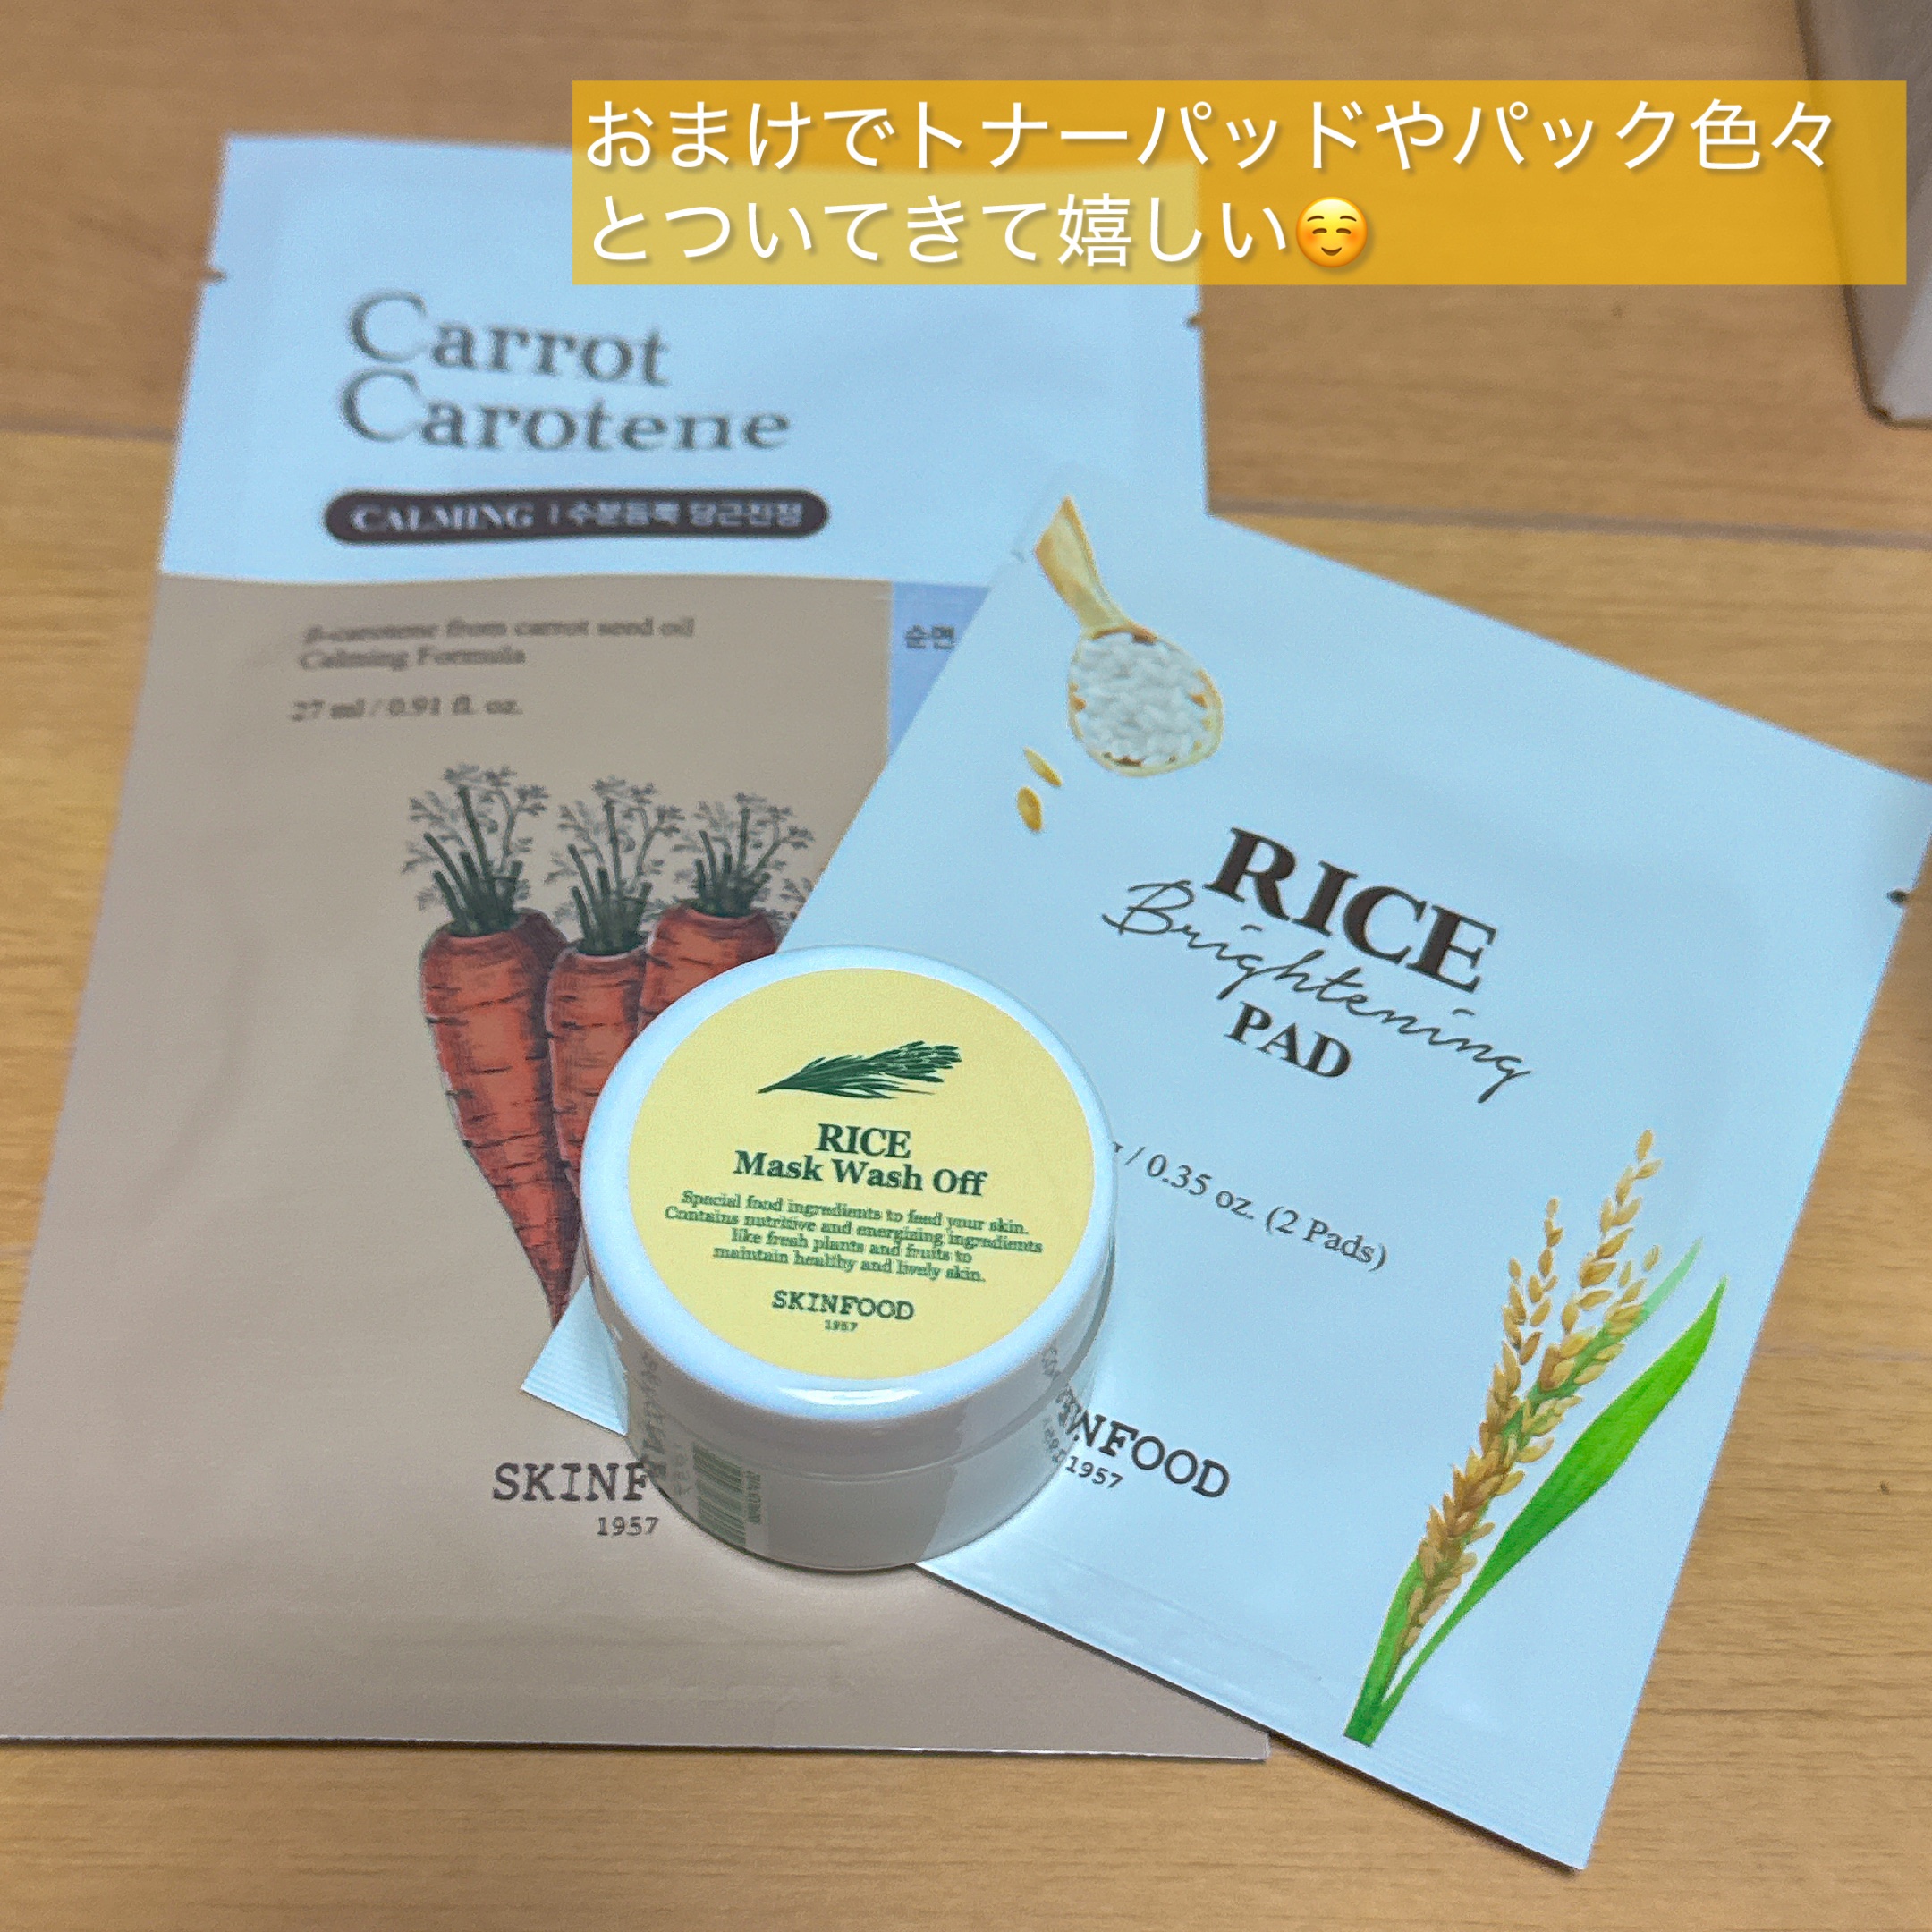 おまけでトナーパッドやパック色々
とついてきて嬉しい☺️
Carrot
Carotene
CALMING | 수분듬뿍 당근진정
β-carotene from carrot seed oil
Calming Formula
27 ml / 0.91 fl. oz.
순면
SKINF
1957
RICE
Brightening
PAD
/ 0.35 oz. (2 Pads)
NFOOD
1957
RICE
Mask Wash Off
Special food ingredients to feed your skin.
Contains nutritive and energizing ingredients
like fresh plants and fruits to
maintain healthy and lively skin.
SKINFOOD
1957